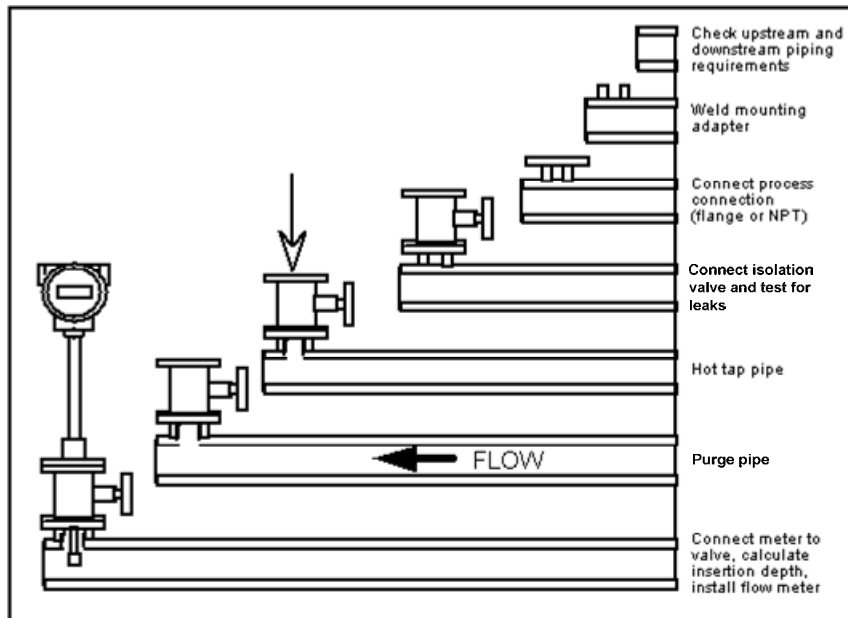 Check upstream and
downstream piping
requirements
Weld mounting
adapter
Connect process
connection
(flange or NPT)
Connect isolation
valve and test for
leaks
Hot tap pipe
FLOW
Purge pipe
Connect meter to
valve, calculate
insertion depth,
install flow meter